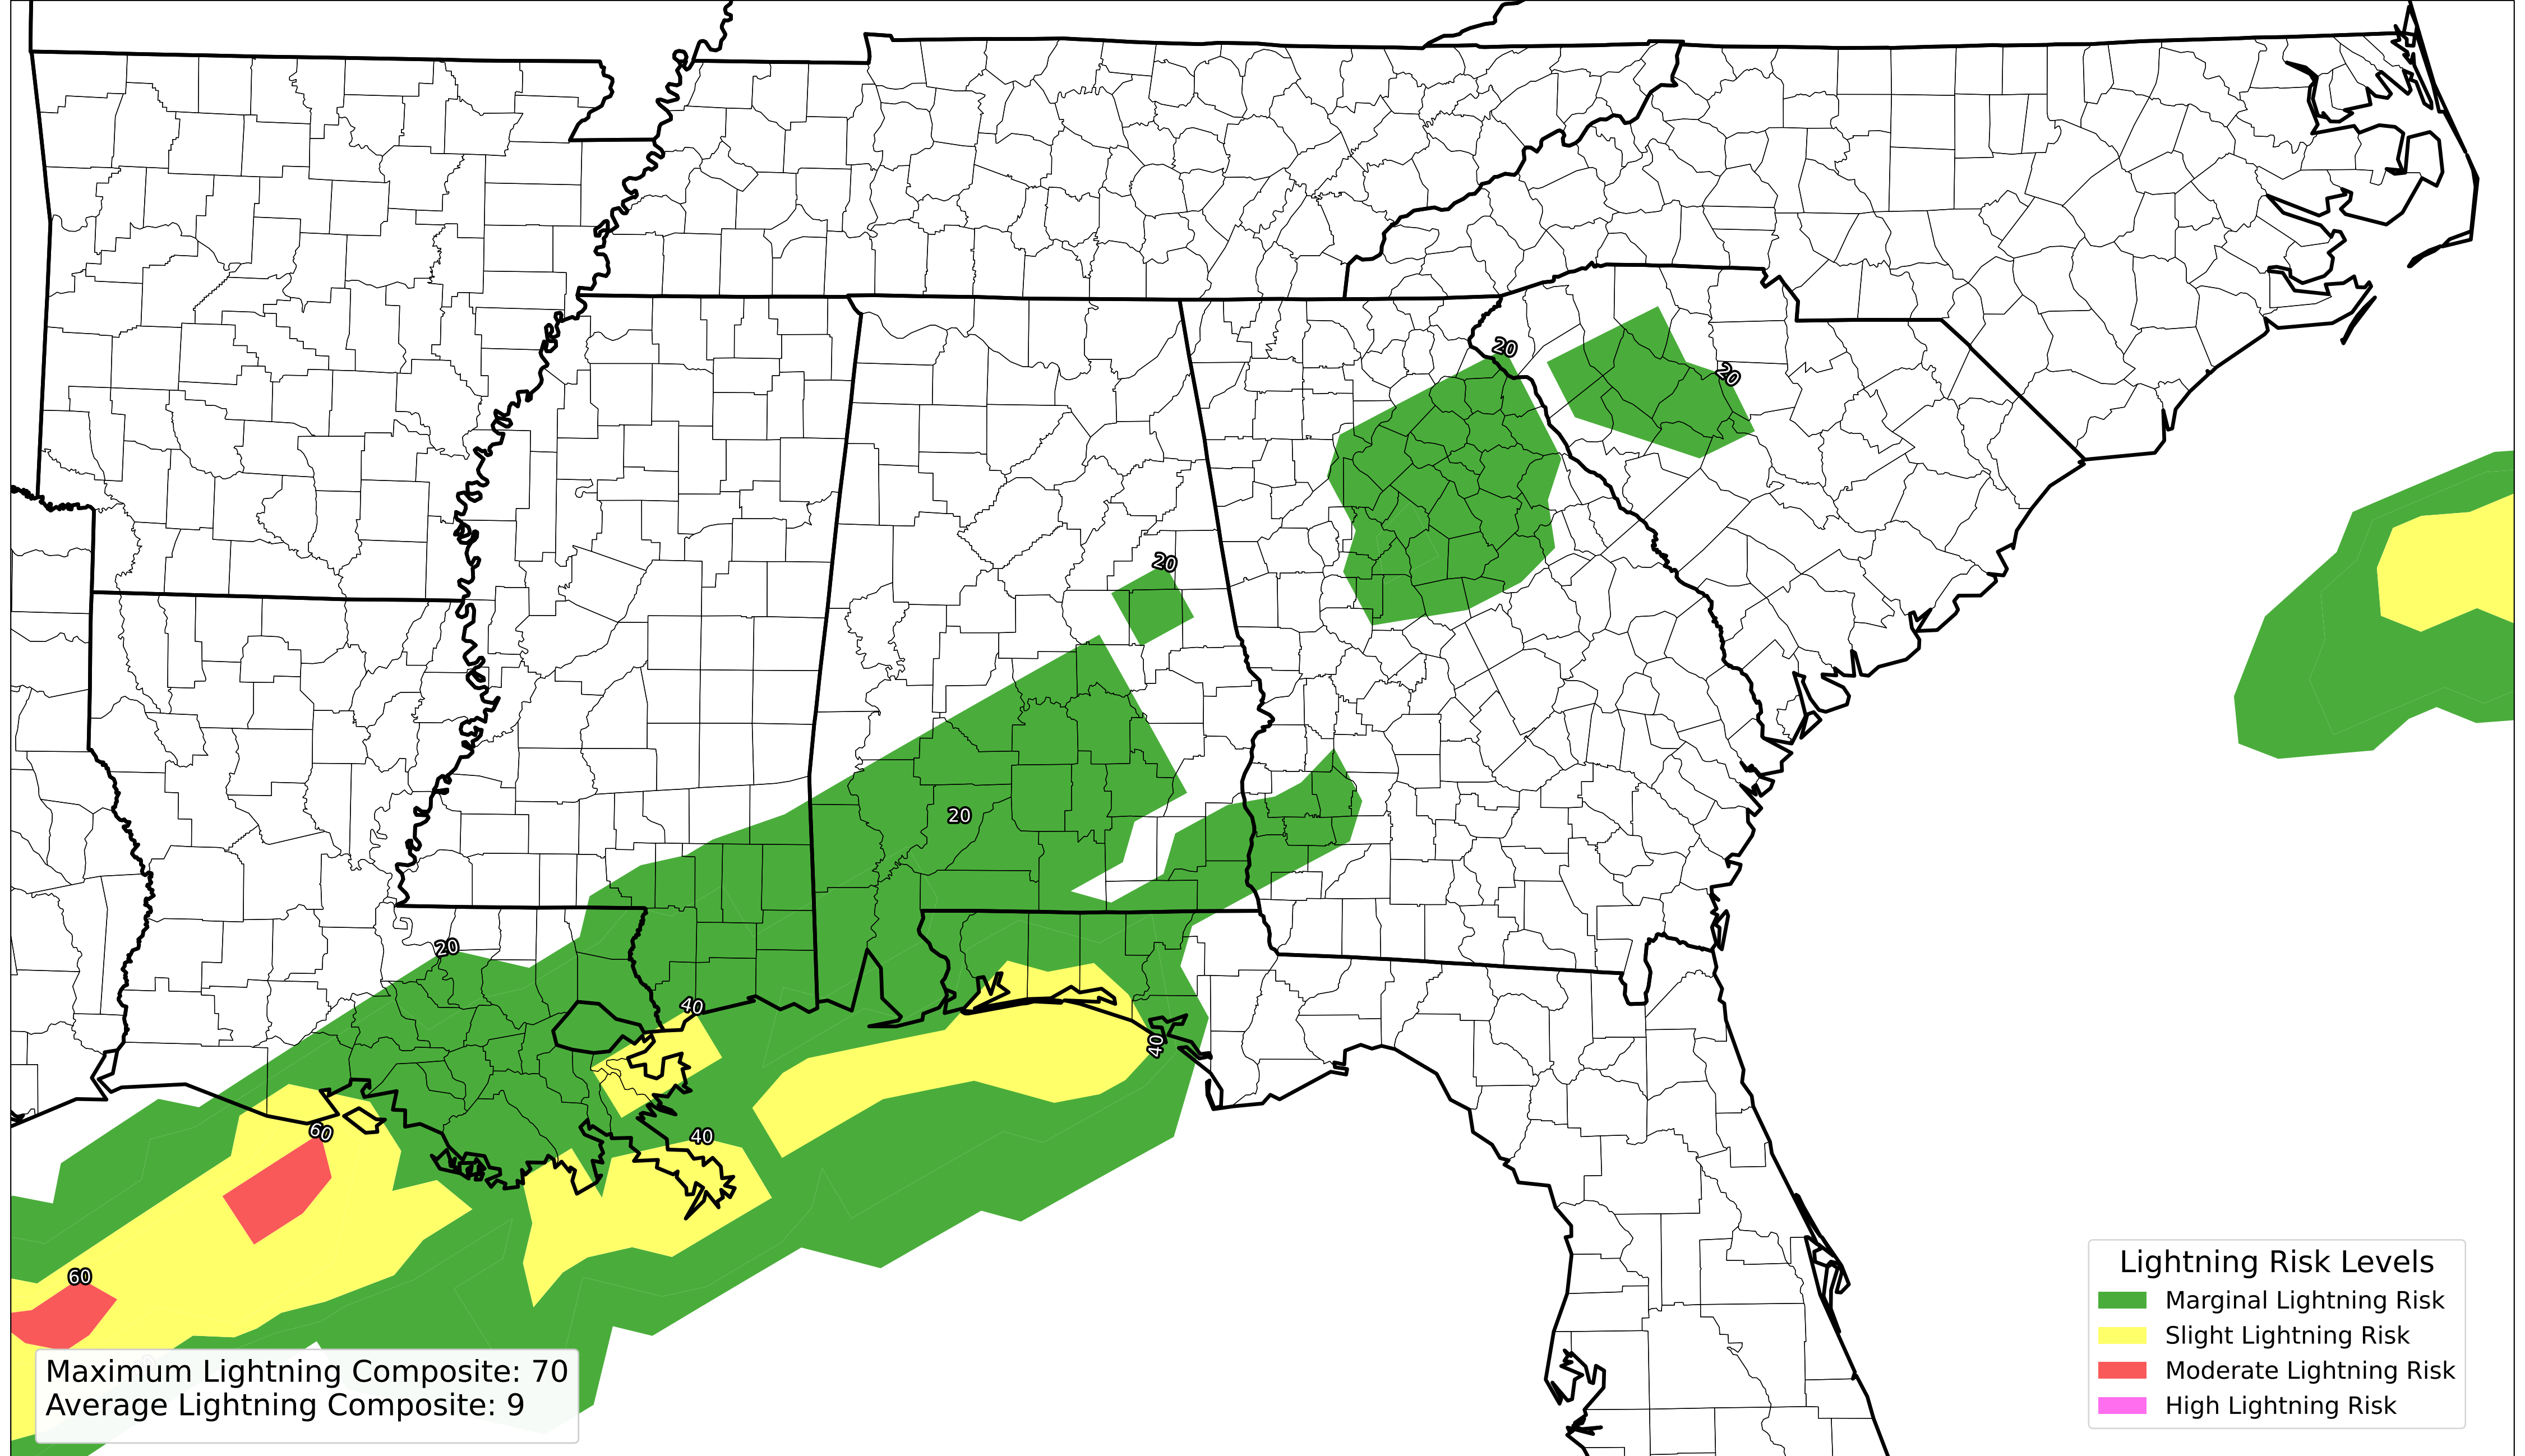 20
20
20
20
20
40
40
40
60
60
Maximum Lightning Composite: 70
Average Lightning Composite: 9
Lightning Risk Levels
Marginal Lightning Risk
Slight Lightning Risk
Moderate Lightning Risk
High Lightning Risk